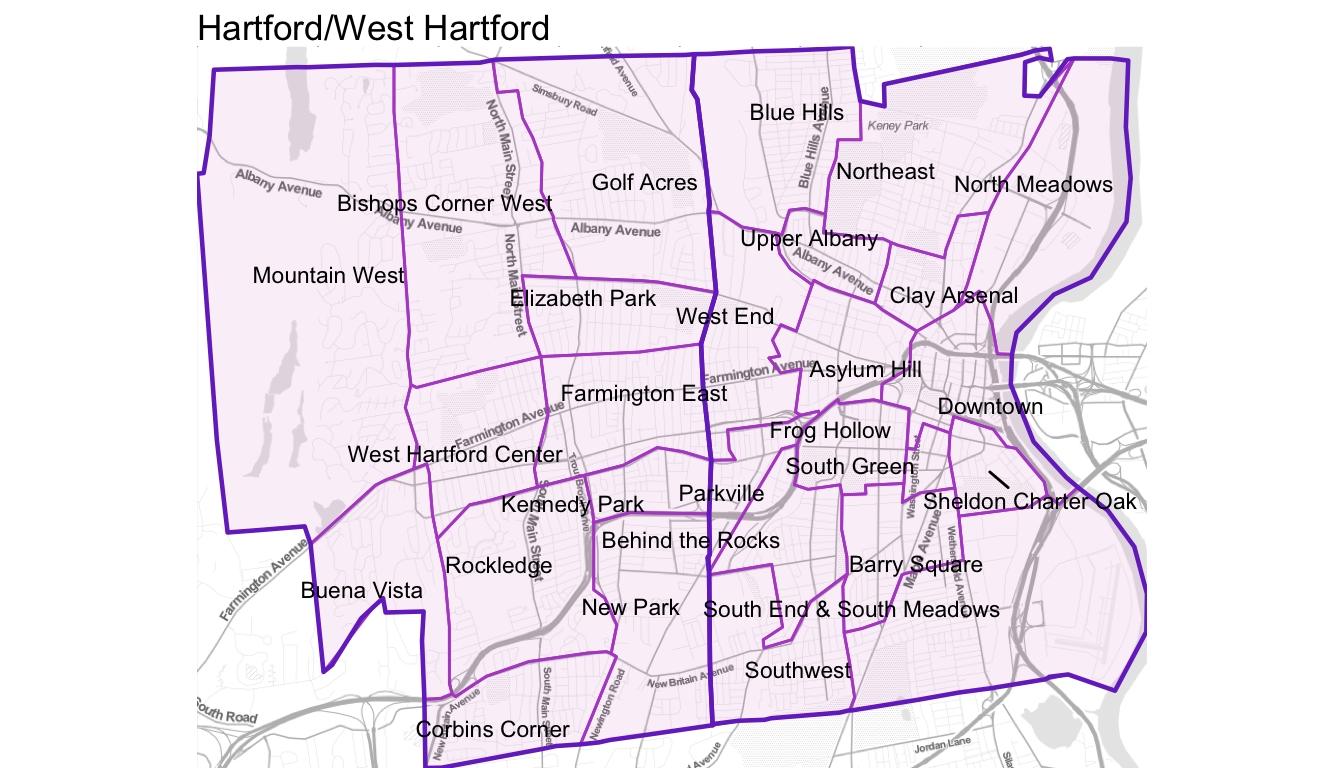 Hartford/West Hartford
Simsbury Road
Blue Hills
Blue Hills Avenue
Keney Park
North Main Street
Northeast
Albany Avenue
Golf Acres
North Meadows
Bishops Corner West
Albany Avenue
Albany Avenue
Upper Albany
Albany Avenue
Mountain West
North Main Street
Elizabeth Park
Clay Arsenal
West End
Farmington Avenue
Asylum Hill
Farmington East
Downtown
Farmington Avenue
Frog Hollow
West Hartford Center
South Green
Washington Street
Trout Brook Drive
Kennedy Park
Parkville
Sheldon Charter Oak
South Main Street
Behind the Rocks
Main Avenue
Rockledge
Barry Square
Farmington Avenue
Buena Vista
New Park
South End & South Meadows
Southwest
New Britain Avenue
South Road
South Main Street
Newington Road
Corbins Corner
New Britain Avenue
Jordan Lane